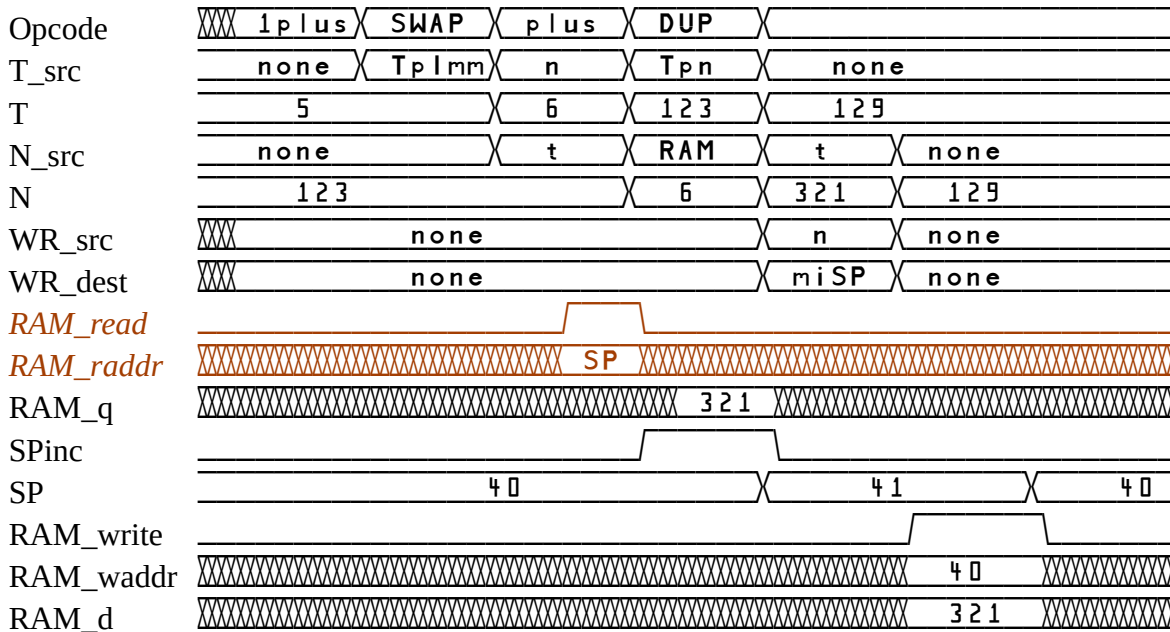 Opcode 1plus SWAP plus DUP
T_src none TpImm n Tpn none
T 5 6 123 129
N_src none t RAM t none
N 123 6 321 129
WR_src none n none
WR_dest none miSP none
RAM_read
RAM_raddr SP
RAM_q 321
SPinc
SP 40 41 40
RAM_write
RAM_waddr 40
RAM_d 321